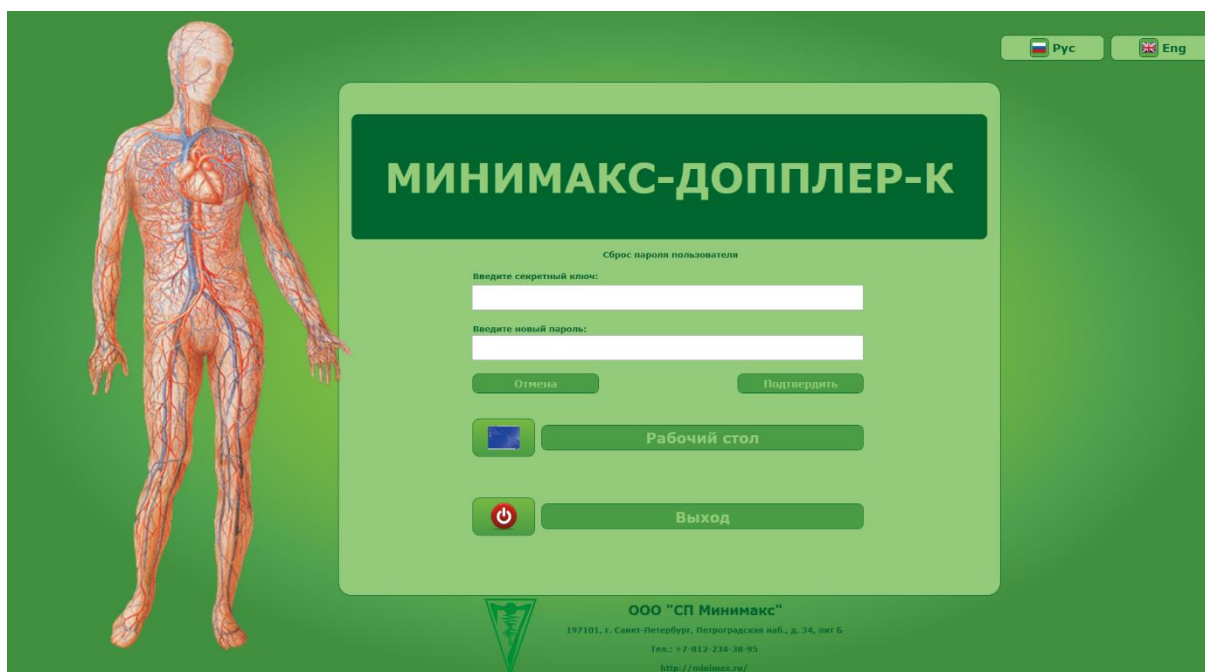 Рус
Eng
МИНИМАКС-ДОППЛЕР-К
Сброс пароля пользователя
Введите секретный ключ:
Введите новый пароль:
Отмена
Подтвердить
Рабочий стол
Выход
ООО "СП Минимакс"
197101, г. Санкт-Петербург, Петроградская наб., д. 34, лит Б
Тел.: +7-812-234-38-95
http://minimax.ru/